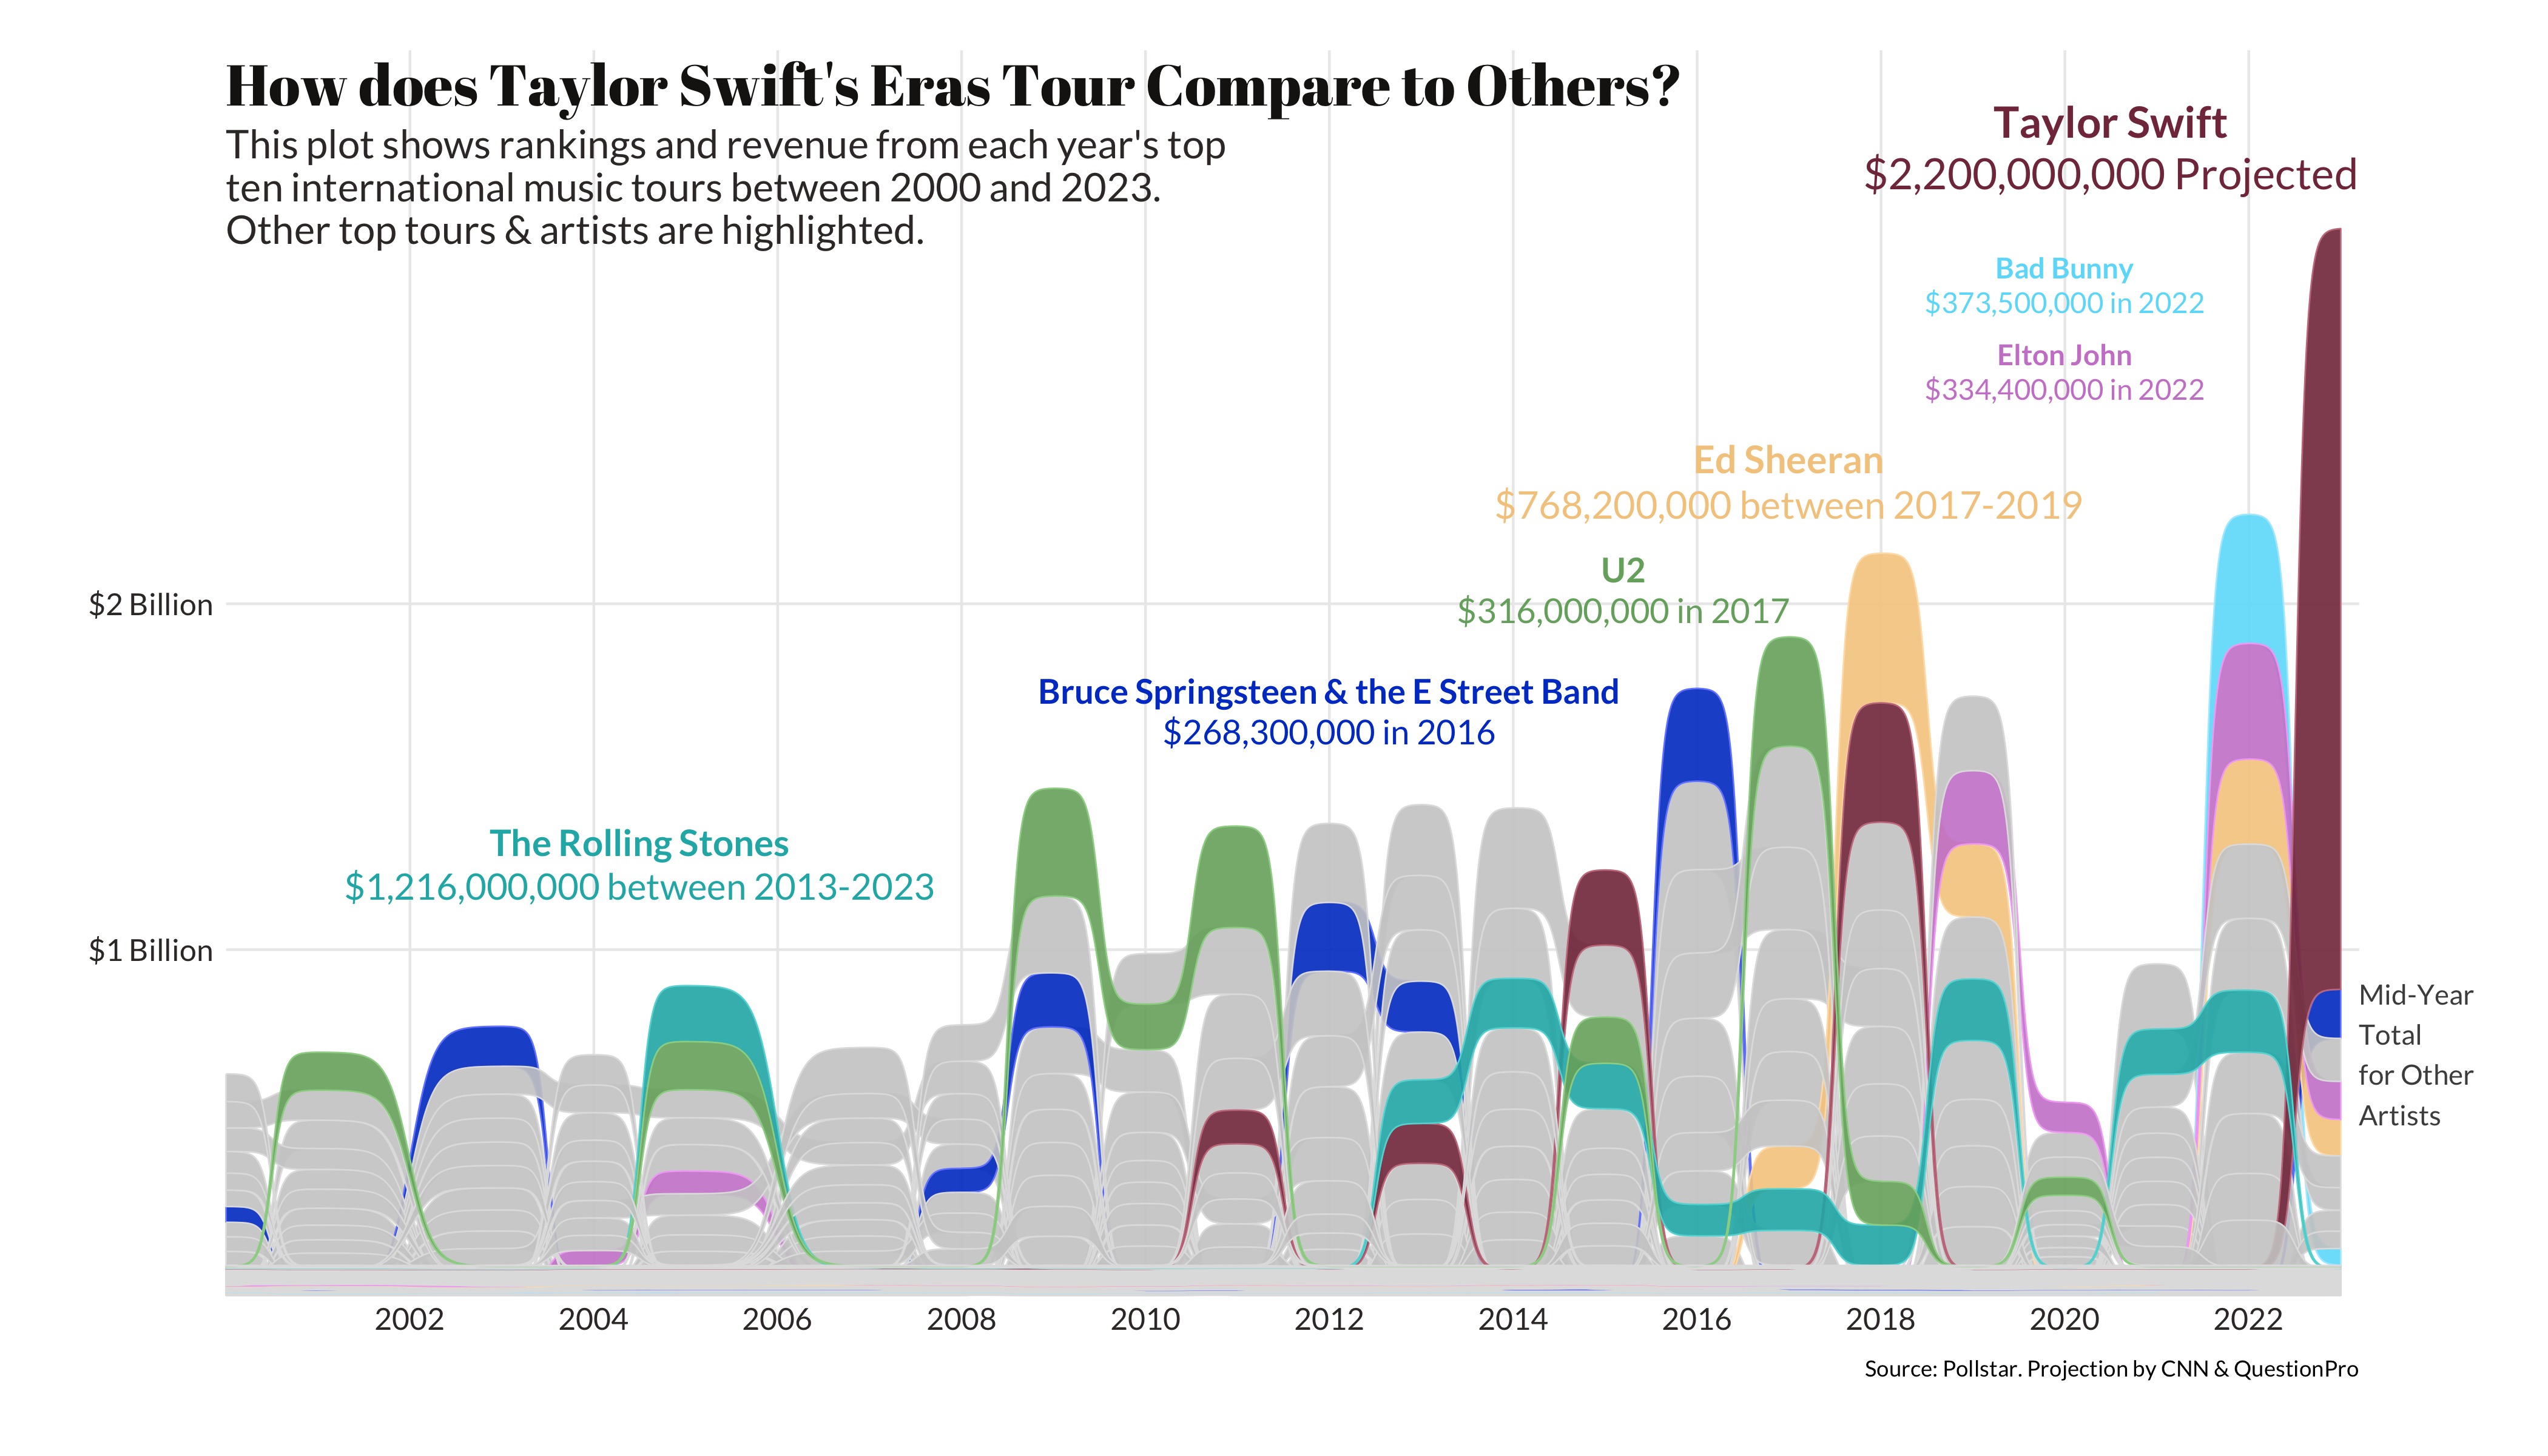 How does Taylor Swift's Eras Tour Compare to Others?
This plot shows rankings and revenue from each year's top
ten international music tours between 2000 and 2023.
Other top tours & artists are highlighted.
Taylor Swift
$2,200,000,000 Projected
Bad Bunny
$373,500,000 in 2022
Elton John
$334,400,000 in 2022
Ed Sheeran
$768,200,000 between 2017-2019
U2
$316,000,000 in 2017
Bruce Springsteen & the E Street Band
$268,300,000 in 2016
The Rolling Stones
$1,216,000,000 between 2013-2023
$2 Billion
$1 Billion
Mid-Year
Total
for Other
Artists
2002 2004 2006 2008 2010 2012 2014 2016 2018 2020 2022
Source: Pollstar. Projection by CNN & QuestionPro